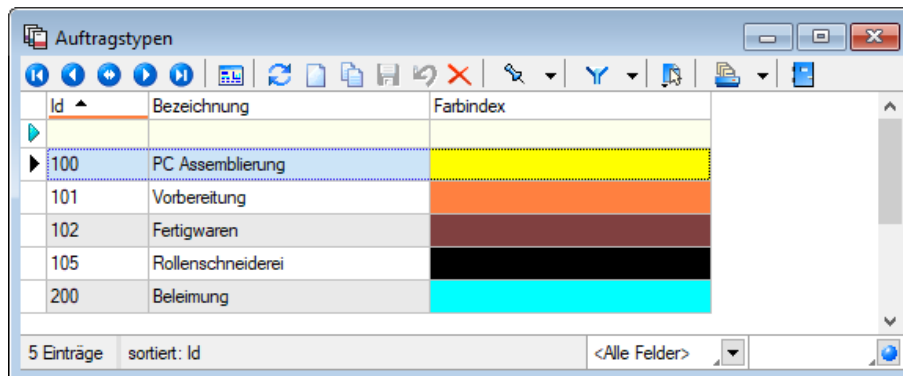 Auftragstypen
Id Bezeichnung Farbindex
100 PC Assemblierung
101 Vorbereitung
102 Fertigwaren
105 Rollenschneiderei
200 Beleimung
5 Einträge sortiert: Id <Alle Felder>